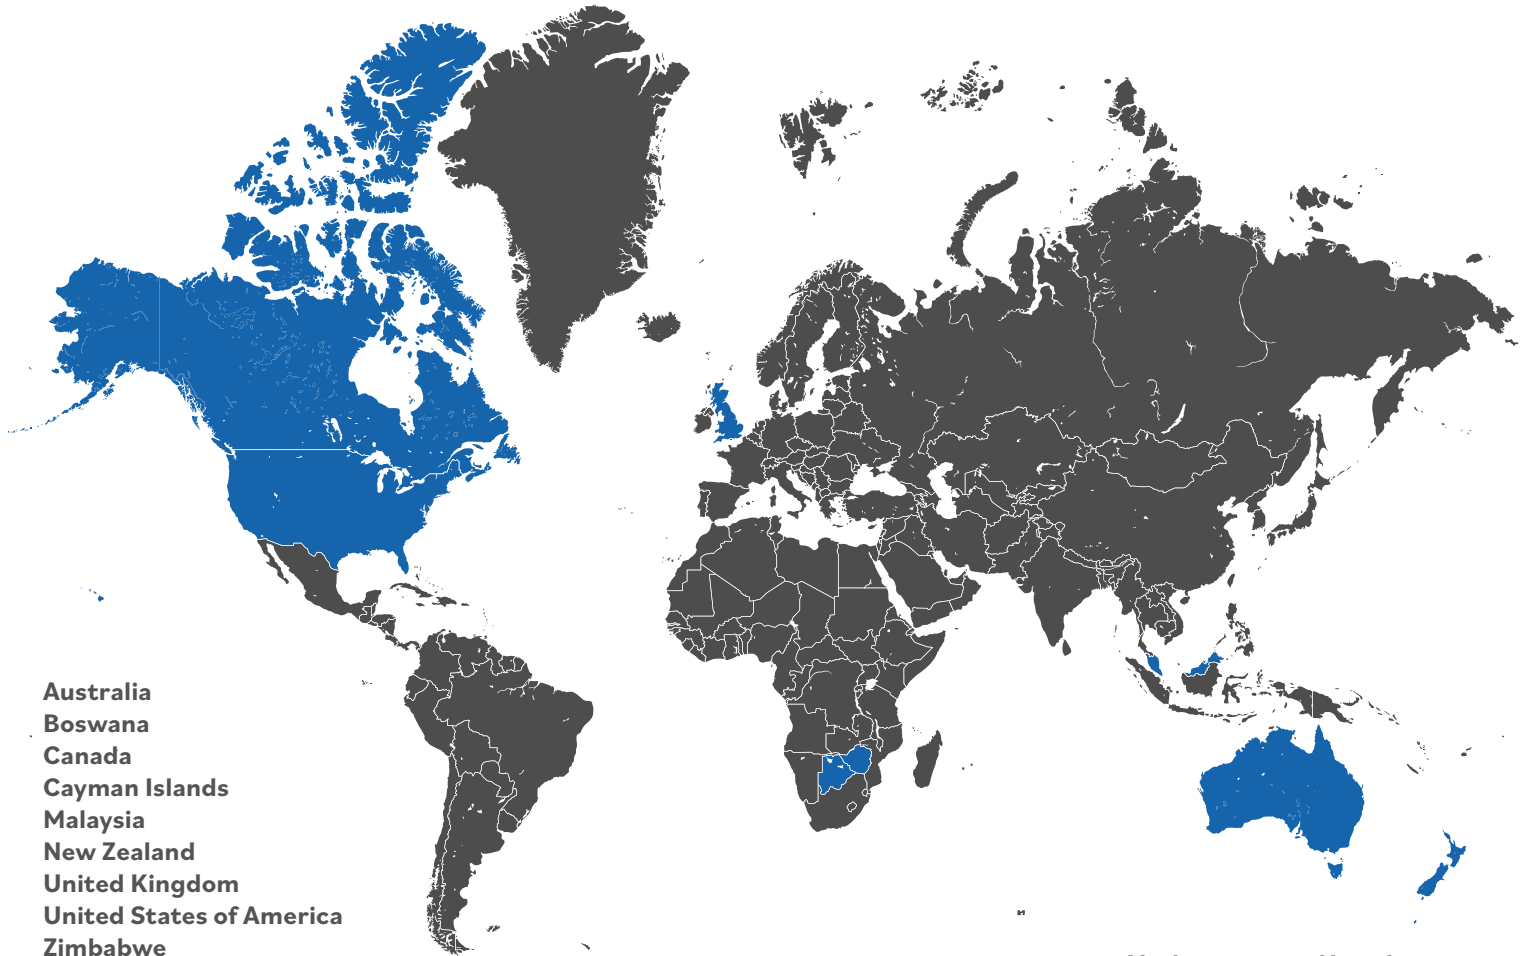 Australia
Boswana
Canada
Cayman Islands
Malaysia
New Zealand
United Kingdom
United States of America
Zimbabwe